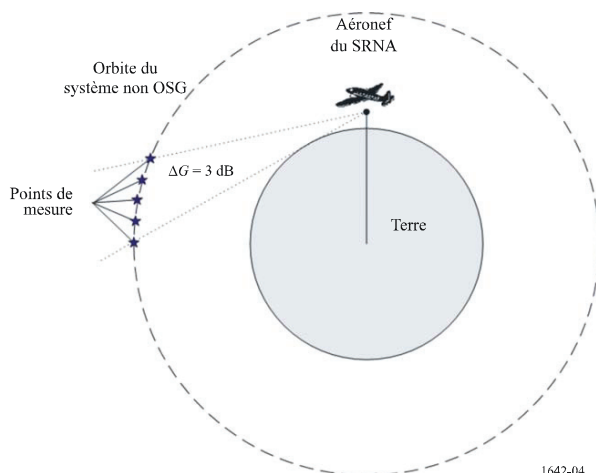 Aéronef
du SRNA
Orbite du
système non OSG
ΔG = 3 dB
Points de
mesure
Terre
1642-04